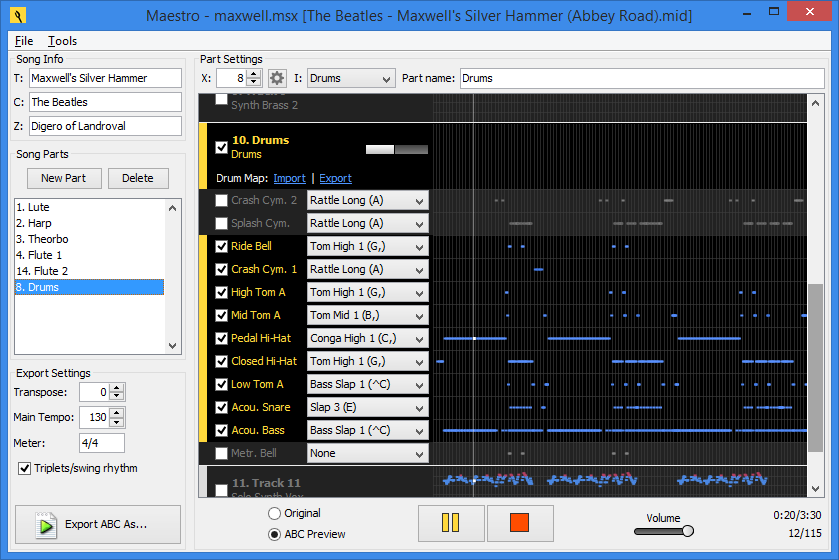 Maestro - maxwell.msx [The Beatles - Maxwell's Silver Hammer (Abbey Road).mid]
File Tools
Song Info
T: Maxwell's Silver Hammer
C: The Beatles
Z: Digero of Landroval
Song Parts
New Part Delete
1. Lute
2. Harp
3. Theorbo
4. Flute 1
14. Flute 2
8. Drums
Export Settings
Transpose: 0
Main Tempo: 130
Meter: 4/4
Triplets/swing rhythm
Export ABC As...
Part Settings
X: 8 I: Drums Part name: Drums
Synth Brass 2
10. Drums
Drums
Drum Map: Import | Export
Crash Cym. 2 Rattle Long (A)
Splash Cym. Rattle Long (A)
Ride Bell Tom High 1 (G,)
Crash Cym. 1 Rattle Long (A)
High Tom A Tom High 1 (G,)
Mid Tom A Tom Mid 1 (B,)
Pedal Hi-Hat Conga High 1 (C,)
Closed Hi-Hat Tom High 1 (G,)
Low Tom A Bass Slap 1 (^C)
Acou. Snare Slap 3 (E)
Acou. Bass Bass Slap 1 (^C)
Metr. Bell None
11. Track 11
Solo Synth Vox
Original
ABC Preview
Volume
0:20/3:30
12/115